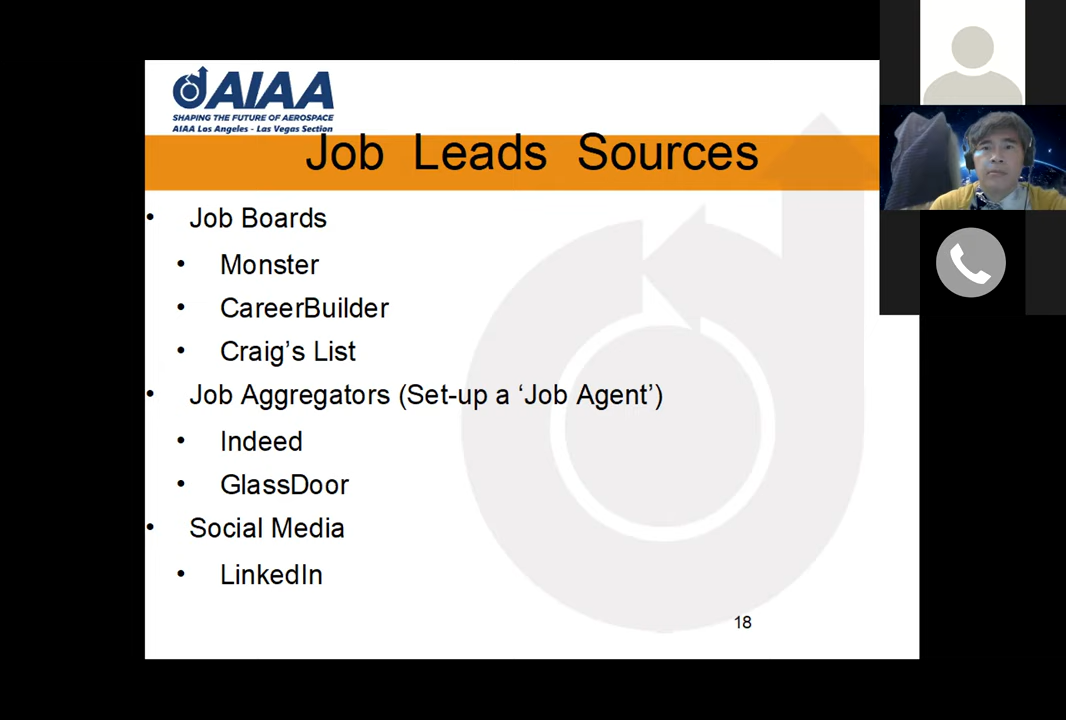 AIAA
SHAPING THE FUTURE OF AEROSPACE
AIAA Los Angeles - Las Vegas Section
Job Leads Sources
• Job Boards
• Monster
• CareerBuilder
• Craig’s List
• Job Aggregators (Set-up a ‘Job Agent’)
• Indeed
• GlassDoor
• Social Media
• LinkedIn
18